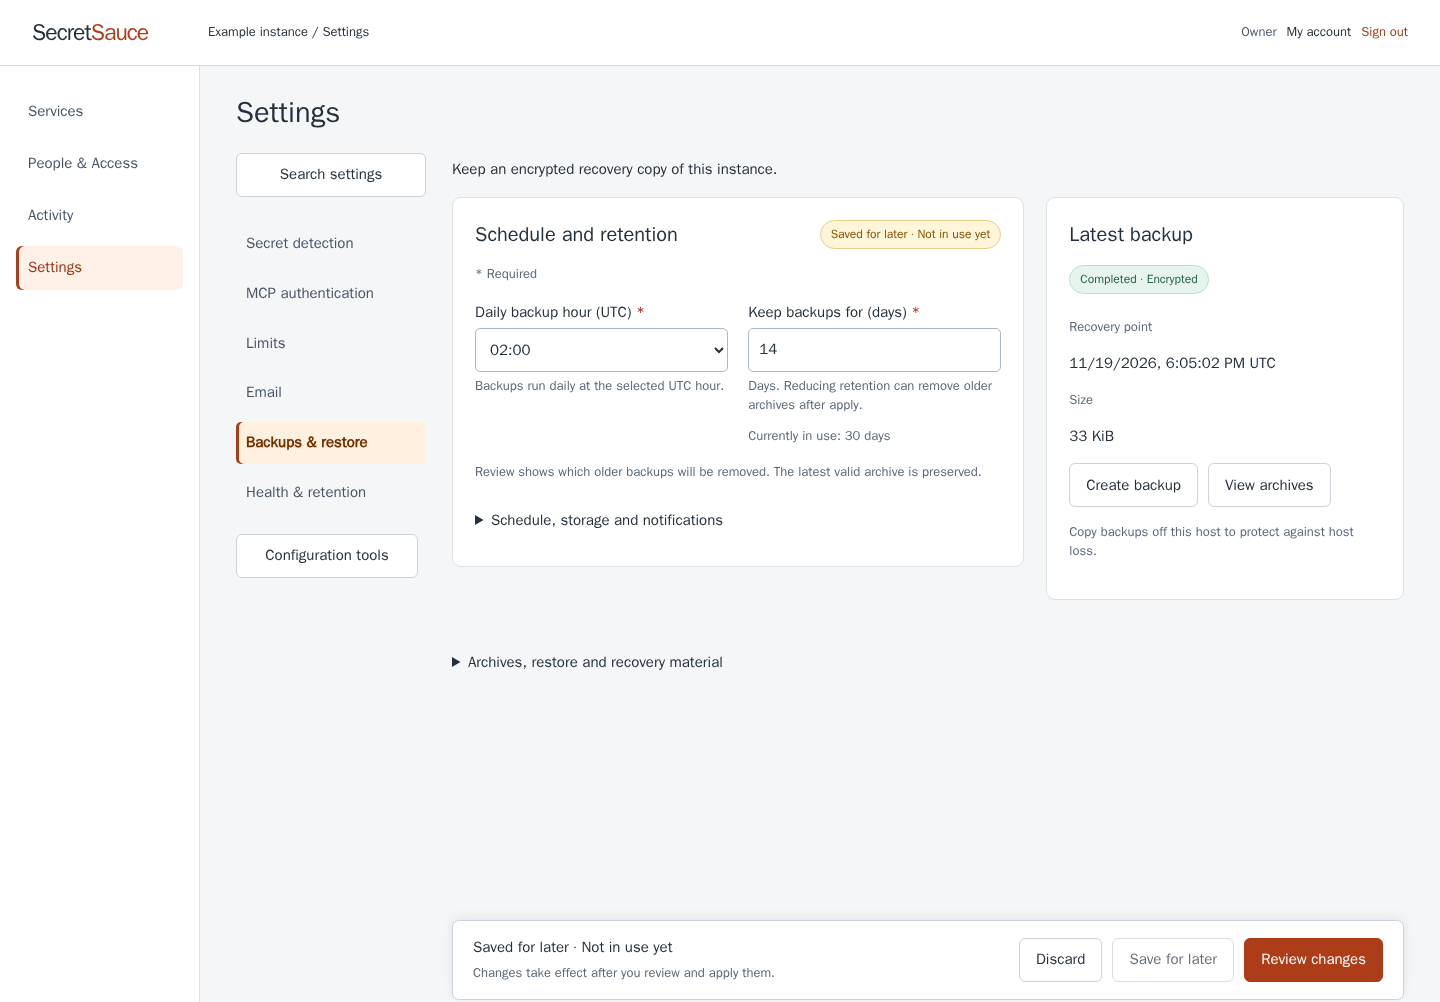 SecretSauce
Example instance / Settings
Owner My account Sign out
Services
People & Access
Activity
Settings
Settings
Search settings
Secret detection
MCP authentication
Limits
Email
Backups & restore
Health & retention
Configuration tools
Keep an encrypted recovery copy of this instance.
Schedule and retention
Saved for later · Not in use yet
* Required
Daily backup hour (UTC) *
02:00
Backups run daily at the selected UTC hour.
Keep backups for (days) *
14
Days. Reducing retention can remove older
archives after apply.
Currently in use: 30 days
Review shows which older backups will be removed. The latest valid archive is preserved.
Schedule, storage and notifications
Latest backup
Completed · Encrypted
Recovery point
11/19/2026, 6:05:02 PM UTC
Size
33 KiB
Create backup
View archives
Copy backups off this host to protect against host
loss.
Archives, restore and recovery material
Saved for later · Not in use yet
Changes take effect after you review and apply them.
Discard
Save for later
Review changes